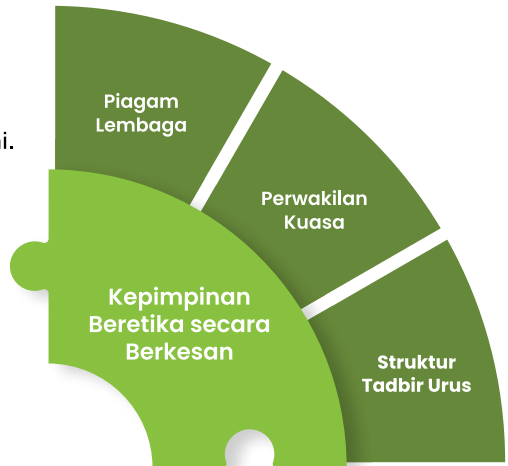 Piagam
Lembaga
i.
Perwakilan
Kuasa
Kepimpinan
Beretika secara
Berkesan
Struktur
Tadbir Urus